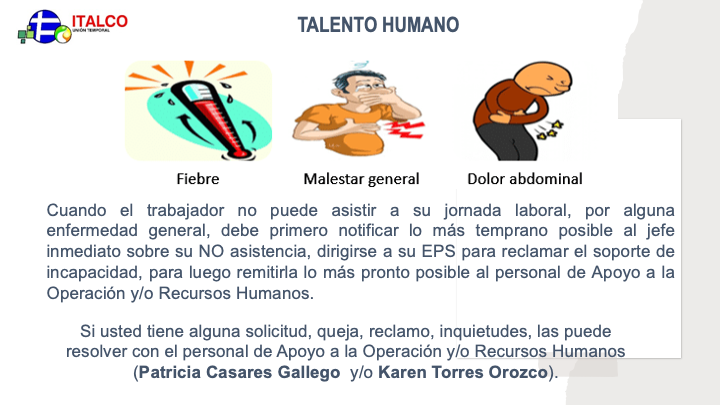 ITALCO
UNIÓN TEMPORAL
TALENTO HUMANO
Fiebre
Malestar general
Dolor abdominal
Cuando el trabajador no puede asistir a su jornada laboral, por alguna
enfermedad general, debe primero notificar lo más temprano posible al jefe
inmediato sobre su NO asistencia, dirigirse a su EPS para reclamar el soporte de
incapacidad, para luego remitirla lo más pronto posible al personal de Apoyo a la
Operación y/o Recursos Humanos.
Si usted tiene alguna solicitud, queja, reclamo, inquietudes, las puede
resolver con el personal de Apoyo a la Operación y/o Recursos Humanos
(Patricia Casares Gallego y/o Karen Torres Orozco).